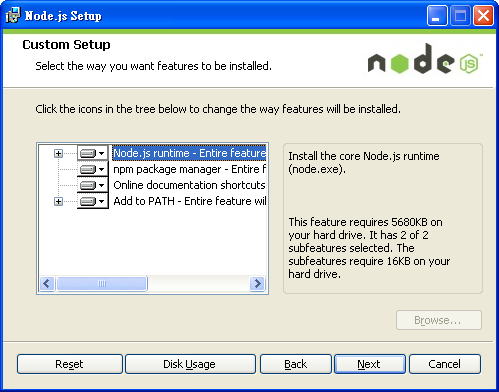 Node.js Setup
Custom Setup
Select the way you want features to be installed.
node
JS
Click the icons in the tree below to change the way features will be installed.
Node.js runtime - Entire feature
npm package manager - Entire f
Online documentation shortcuts
Add to PATH - Entire feature wil
Install the core Node.js runtime
(node.exe).
This feature requires 5680KB on
your hard drive. It has 2 of 2
subfeatures selected. The
subfeatures require 16KB on your
hard drive.
Browse...
Reset
Disk Usage
Back
Next
Cancel